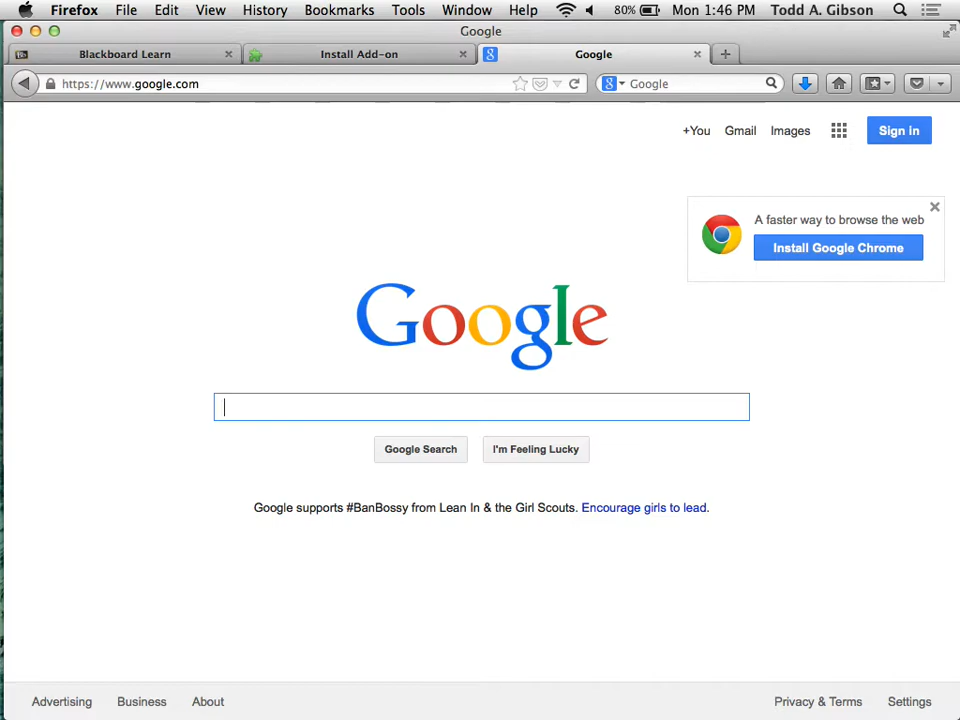 Firefox File Edit View History Bookmarks Tools Window Help 80% Mon 1:46 PM Todd A. Gibson
Google
Blackboard Learn Install Add-on Google
https://www.google.com Google
+You Gmail Images Sign in
A faster way to browse the web
Install Google Chrome
Google
Google Search I'm Feeling Lucky
Google supports #BanBossy from Lean In & the Girl Scouts. Encourage girls to lead.
Advertising Business About Privacy & Terms Settings